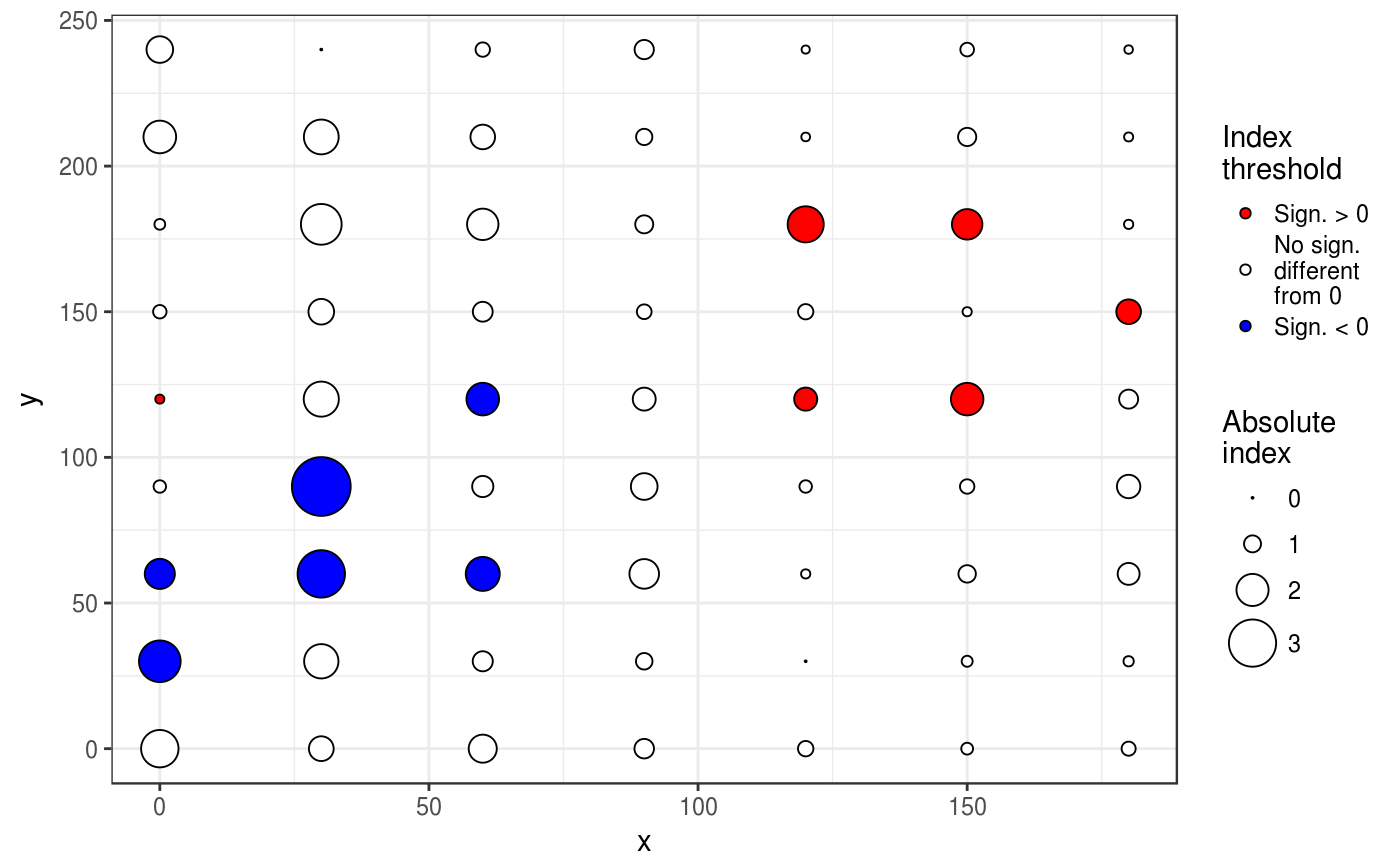 250
200
150
100
50
0
y
0
50
100
150
x
Index
threshold
Sign. > 0
No sign.
different
from 0
Sign. < 0
Absolute
index
0
1
2
3